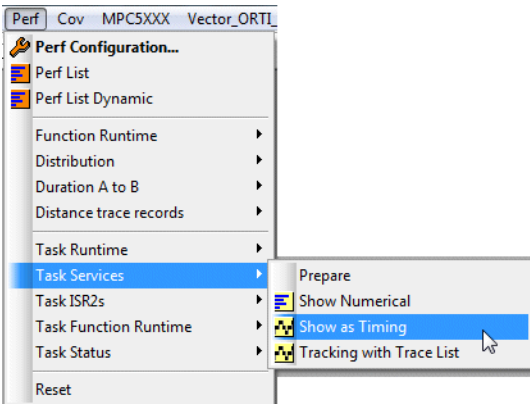 Perf Cov MPC5XXX Vector_ORTI_
Perf Configuration...
Perf List
Perf List Dynamic
Function Runtime
Distribution
Duration A to B
Distance trace records
Task Runtime
Task Services
Task ISR2s
Task Function Runtime
Task Status
Reset
Prepare
Show Numerical
Show as Timing
Tracking with Trace List